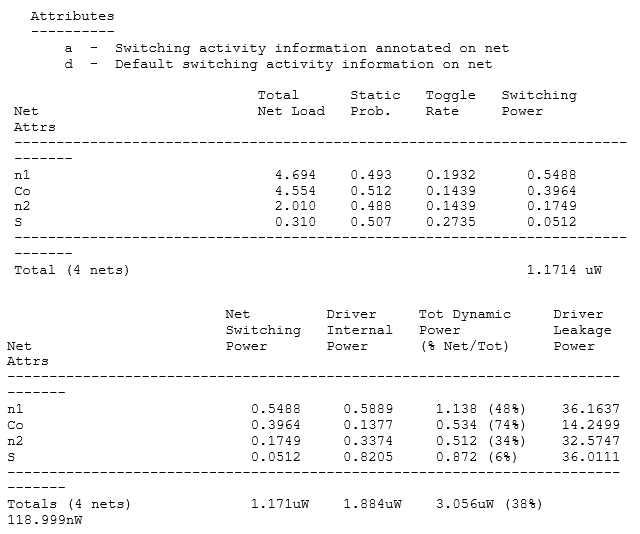 Attributes
----------
a - Switching activity information annotated on net
d - Default switching activity information on net
Total Static Toggle Switching
Net Net Load Prob. Rate Power
Attrs
--------------------------------------------------------------------------------
-------
n1 4.694 0.493 0.1932 0.5488
Co 4.554 0.512 0.1439 0.3964
n2 2.010 0.488 0.1439 0.1749
S 0.310 0.507 0.2735 0.0512
--------------------------------------------------------------------------------
-------
Total (4 nets) 1.1714 uW
Net Driver Tot Dynamic Driver
Switching Internal Power Leakage
Net Power Power (% Net/Tot) Power
Attrs
--------------------------------------------------------------------------------
-------
n1 0.5488 0.5889 1.138 (48%) 36.1637
Co 0.3964 0.1377 0.534 (74%) 14.2499
n2 0.1749 0.3374 0.512 (34%) 32.5747
S 0.0512 0.8205 0.872 (6%) 36.0111
--------------------------------------------------------------------------------
-------
Totals (4 nets) 1.171uW 1.884uW 3.056uW (38%)
118.999nW